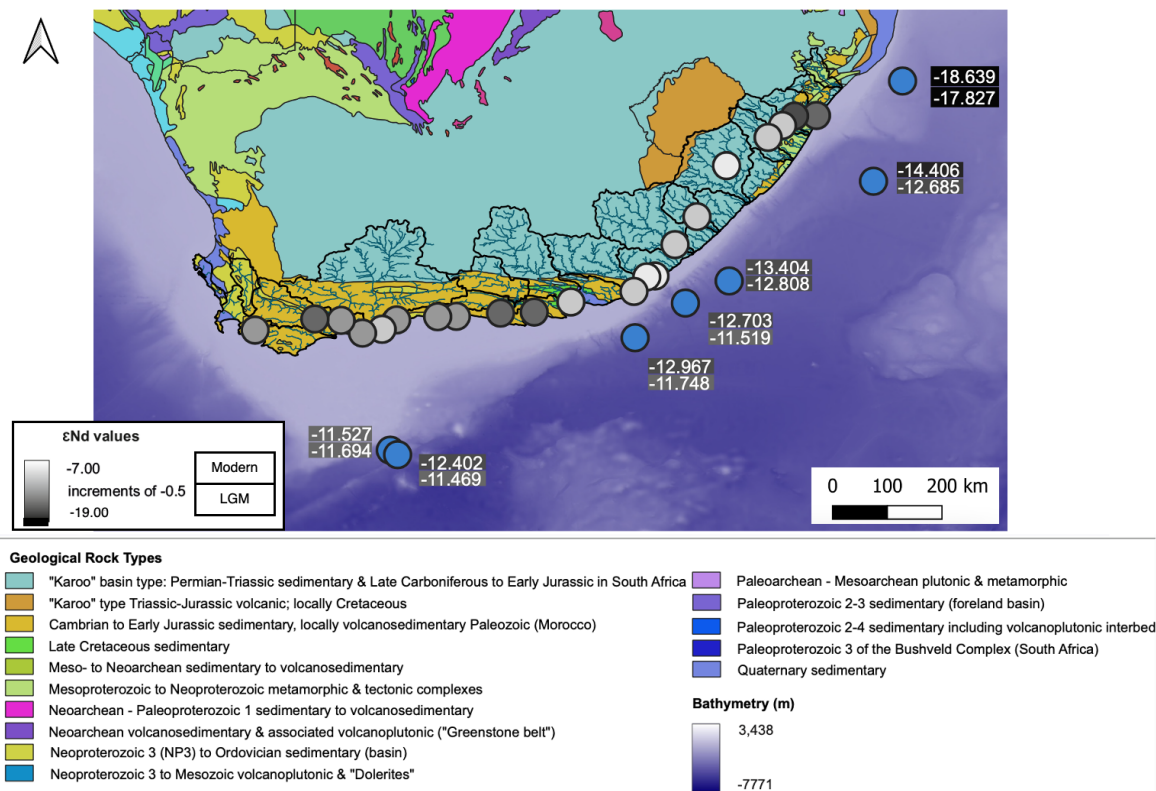 -18.639
-17.827
-14.406
-12.685
-13.404
-12.808
-12.703
-11.519
-12.967
-11.748
-11.527
-11.694
-12.402
-11.469
εNd values
-7.00
increments of -0.5
-19.00
Modern
LGM
0 100 200 km
Geological Rock Types
"Karoo" basin type: Permian-Triassic sedimentary & Late Carboniferous to Early Jurassic in South Africa
"Karoo" type Triassic-Jurassic volcanic; locally Cretaceous
Cambrian to Early Jurassic sedimentary, locally volcanosedimentary Paleozoic (Morocco)
Late Cretaceous sedimentary
Meso- to Neoarchean sedimentary to volcanosedimentary
Mesoproterozoic to Neoproterozoic metamorphic & tectonic complexes
Neoarchean - Paleoproterozoic 1 sedimentary to volcanosedimentary
Neoarchean volcanosedimentary & associated volcanoplutonic ("Greenstone belt")
Neoproterozoic 3 (NP3) to Ordovician sedimentary (basin)
Neoproterozoic 3 to Mesozoic volcanoplutonic & "Dolerites"
Paleoarchean - Mesoarchean plutonic & metamorphic
Paleoproterozoic 2-3 sedimentary (foreland basin)
Paleoproterozoic 2-4 sedimentary including volcanoplutonic interbed
Paleoproterozoic 3 of the Bushveld Complex (South Africa)
Quaternary sedimentary
Bathymetry (m)
3,438
-7771